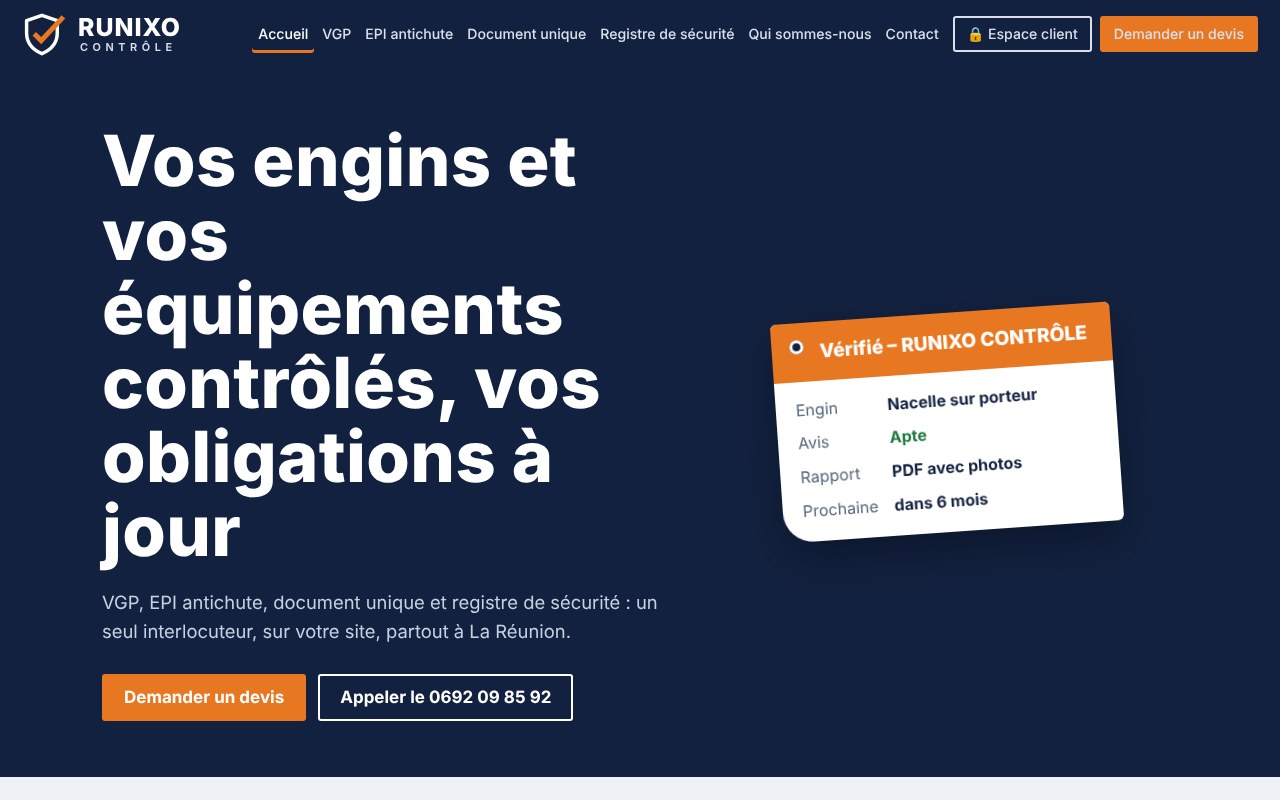 RUNIXO
CONTRÔLE
Accueil VGP EPI antichute Document unique Registre de sécurité Qui sommes-nous Contact 🔒 Espace client Demander un devis
Vos engins et
vos
équipements
contrôlés, vos
obligations à
jour
VGP, EPI antichute, document unique et registre de sécurité : un
seul interlocuteur, sur votre site, partout à La Réunion.
Demander un devis Appeler le 0692 09 85 92
Vérifié – RUNIXO CONTRÔLE
Engin Nacelle sur porteur
Avis Apte
Rapport PDF avec photos
Prochaine dans 6 mois